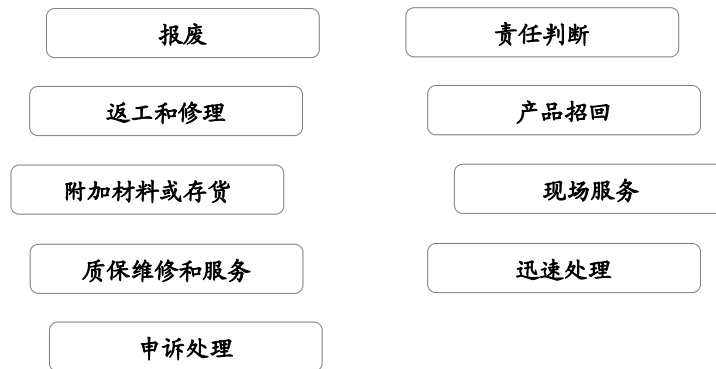 报废
责任判断
返工和修理
产品招回
附加材料或存货
现场服务
质保维修和服务
迅速处理
申诉处理